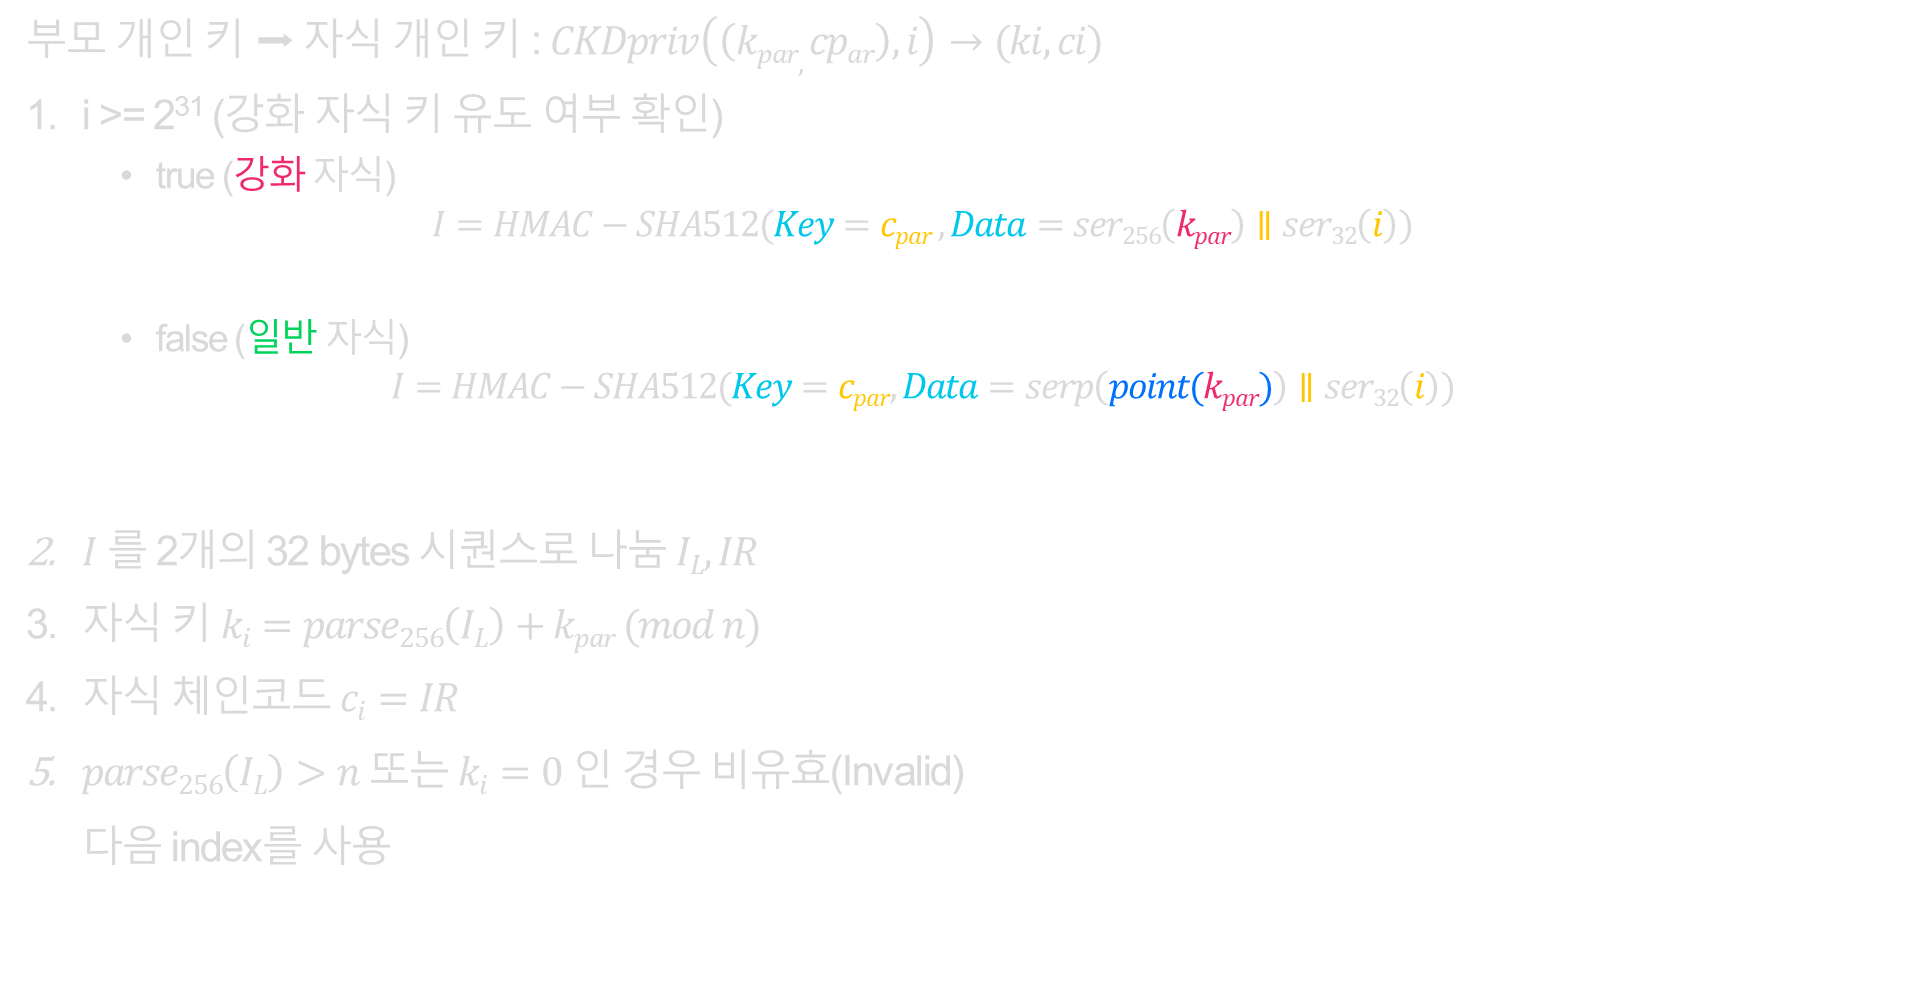 부모 개인 키 ➡ 자식 개인 키 : CKDpriv((k_par, cp_ar), i) → (ki, ci)
1. i >= 2³¹ (강화 자식 키 유도 여부 확인)
• true (강화 자식)
I = HMAC − SHA512(Key = c_par, Data = ser_256(k_par) ∥ ser_32(i))
• false (일반 자식)
I = HMAC − SHA512(Key = c_par, Data = serp(point(k_par)) ∥ ser_32(i))
2. I 를 2개의 32 bytes 시퀀스로 나눔 I_L, IR
3. 자식 키 k_i = parse_256(I_L) + k_par (mod n)
4. 자식 체인코드 c_i = IR
5. parse_256(I_L) > n 또는 k_i = 0 인 경우 비유효(Invalid)
다음 index를 사용